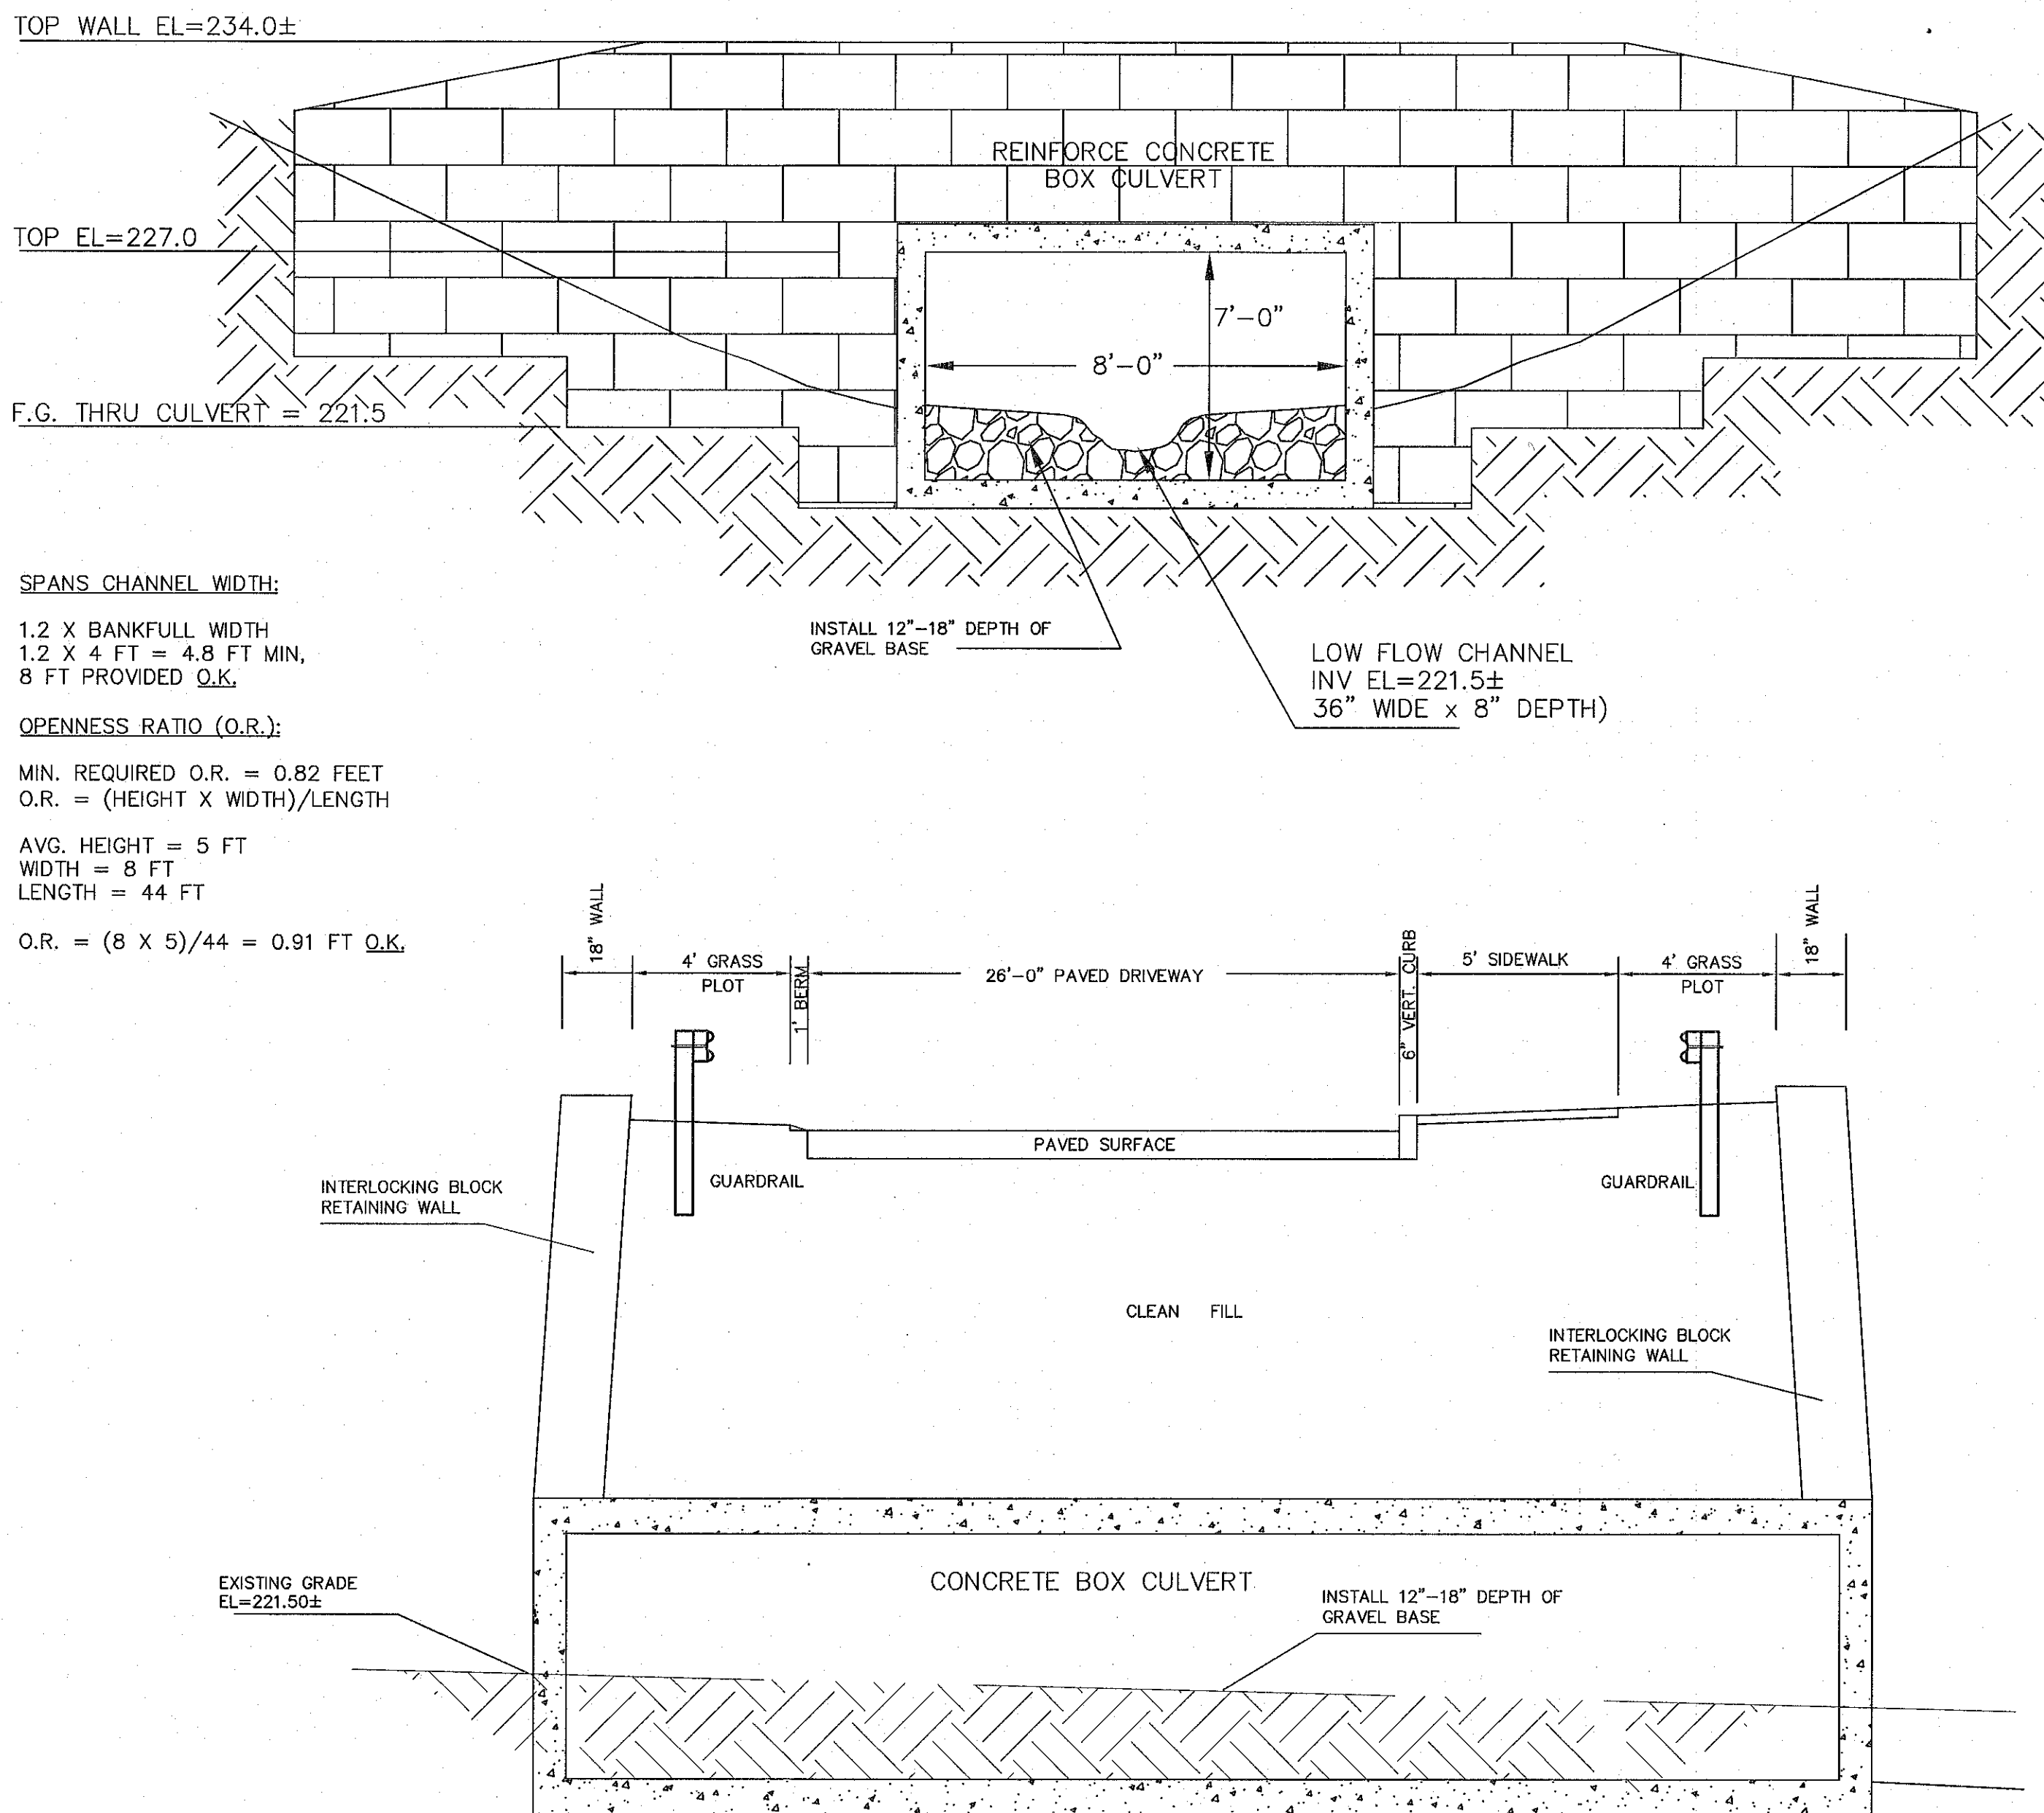 TOP WALL EL=234.0±
REINFORCE CONCRETE
BOX CULVERT
TOP EL=227.0
7'-0"
8'-0"
F.G. THRU CULVERT = 221.5
SPANS CHANNEL WIDTH:
1.2 X BANKFULL WIDTH
1.2 X 4 FT = 4.8 FT MIN,
8 FT PROVIDED O.K.
INSTALL 12"-18" DEPTH OF
GRAVEL BASE
LOW FLOW CHANNEL
INV EL=221.5±
36" WIDE x 8" DEPTH)
OPENNESS RATIO (O.R.):
MIN. REQUIRED O.R. = 0.82 FEET
O.R. = (HEIGHT X WIDTH)/LENGTH
AVG. HEIGHT = 5 FT
WIDTH = 8 FT
LENGTH = 44 FT
O.R. = (8 X 5)/44 = 0.91 FT O.K.
18" WALL
4' GRASS
PLOT
1' BERM
26'-0" PAVED DRIVEWAY
6" VERT. CURB
5' SIDEWALK
4' GRASS
PLOT
18" WALL
PAVED SURFACE
GUARDRAIL
GUARDRAIL
INTERLOCKING BLOCK
RETAINING WALL
CLEAN FILL
INTERLOCKING BLOCK
RETAINING WALL
CONCRETE BOX CULVERT
EXISTING GRADE
EL=221.50±
INSTALL 12"-18" DEPTH OF
GRAVEL BASE